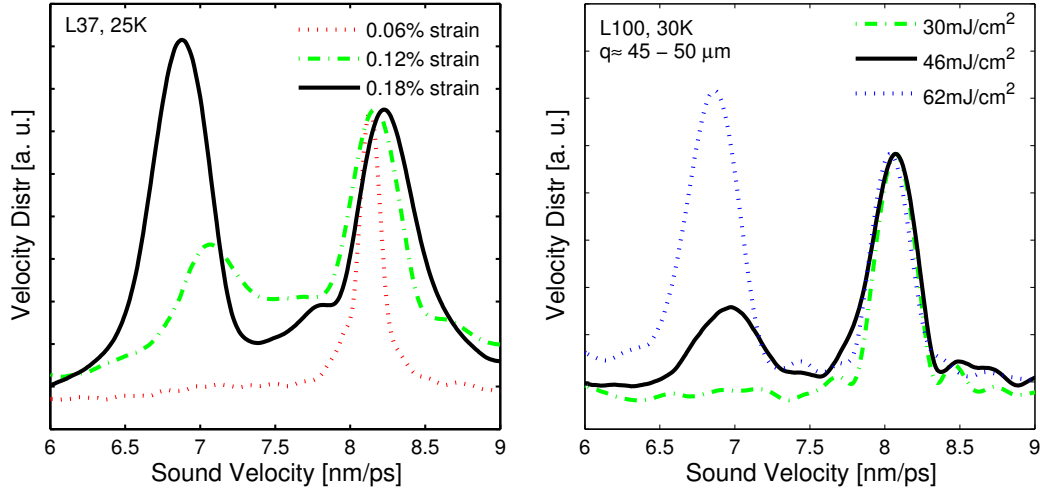 L37, 25K
0.06% strain
0.12% strain
0.18% strain
Velocity Distr [a. u.]
6 6.5 7 7.5 8 8.5 9
Sound Velocity [nm/ps]
L100, 30K
q≈ 45 − 50 μm
30mJ/cm²
46mJ/cm²
62mJ/cm²
Velocity Distr [a. u.]
6 6.5 7 7.5 8 8.5 9
Sound Velocity [nm/ps]